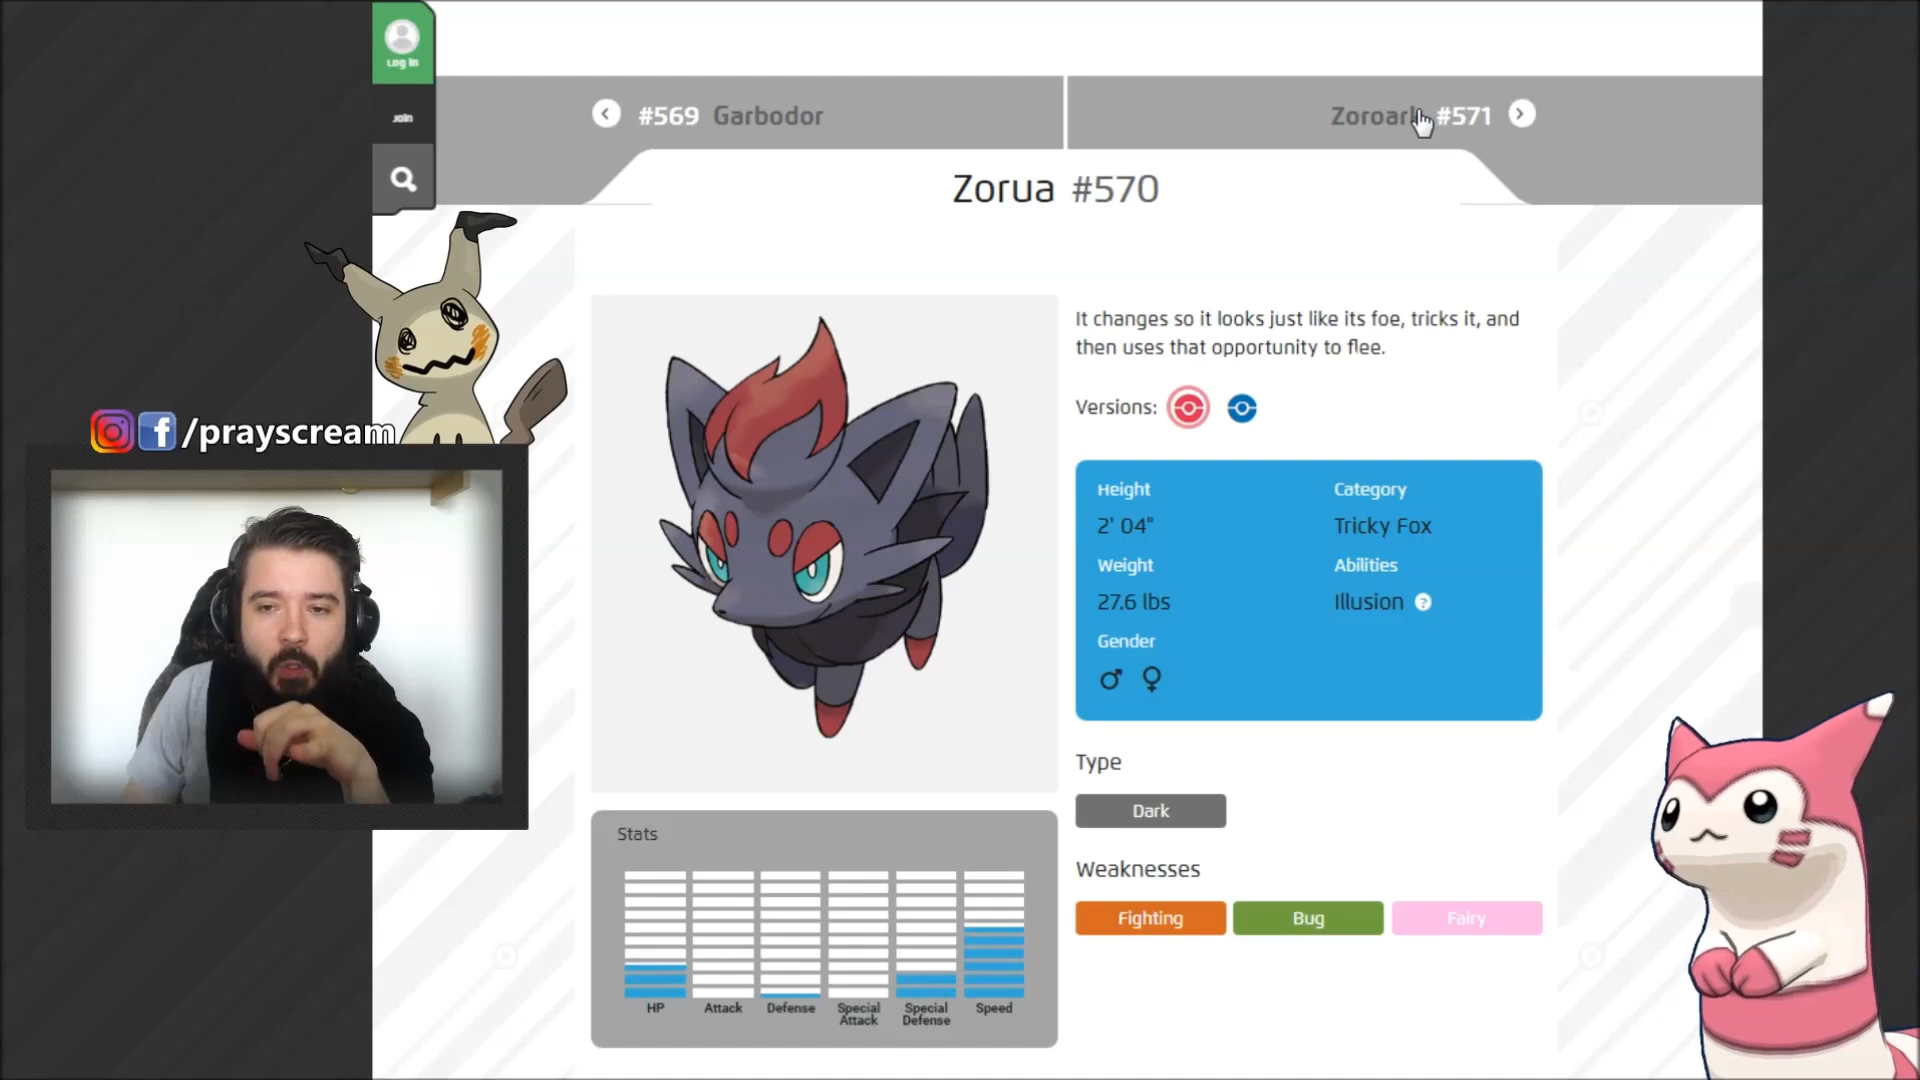 Log In
Join
#569 Garbodor
#571
Zorua #570
It changes so it looks just like its foe, tricks it, and
then uses that opportunity to flee.
Versions:
/prayscream
Height
2' 04"
Weight
27.6 lbs
Gender
Category
Tricky Fox
Abilities
Illusion ?
Type
Dark
Weaknesses
Fighting Bug Fairy
Stats
HP
Attack
Defense
Special
Attack
Special
Defense
Speed